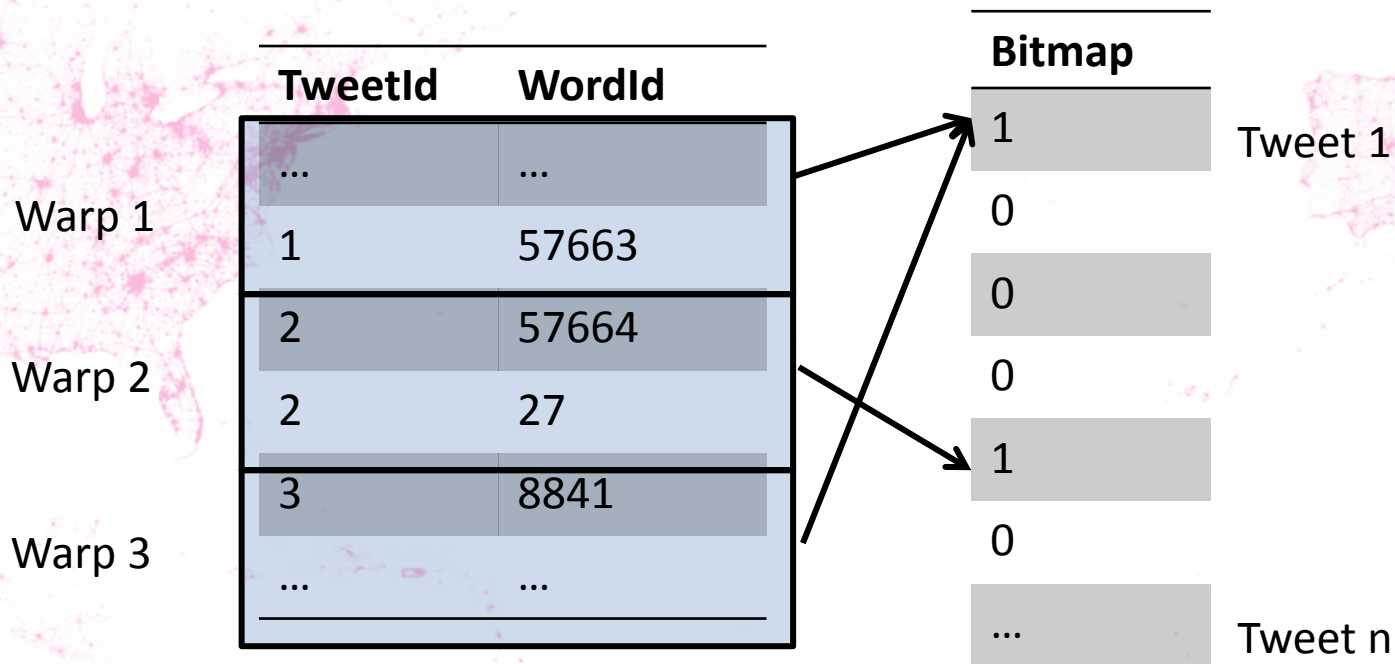 Bitmap
TweetId WordId
1 Tweet 1
... ...
Warp 1
0
1 57663
0
2 57664
Warp 2
0
2 27
1
3 8841
Warp 3
0
... ...
... Tweet n